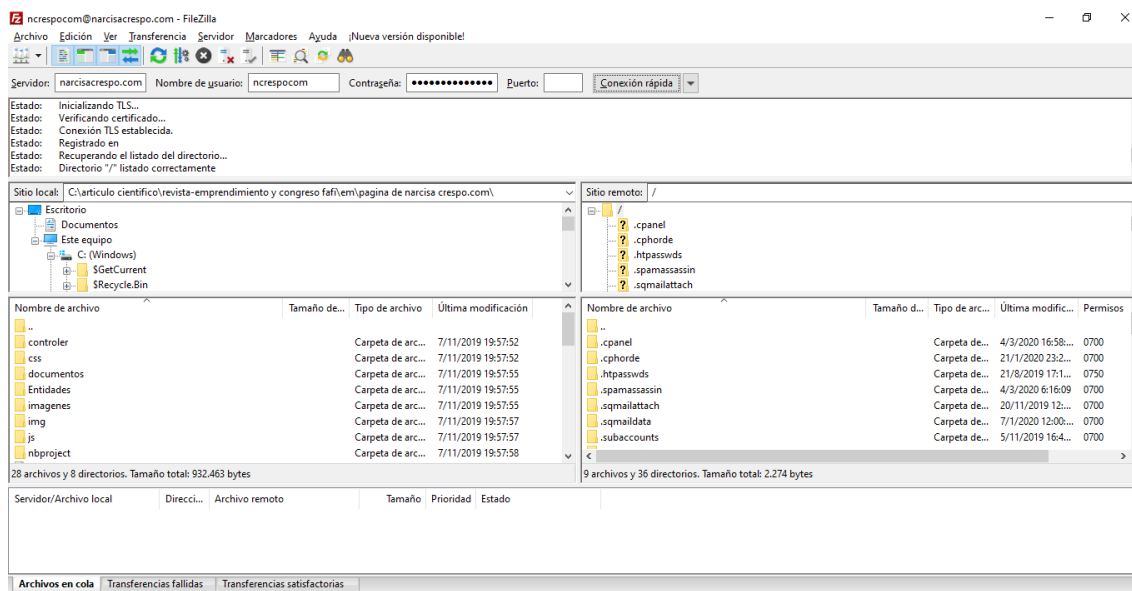 ncrespocom@narcisacrespo.com - FileZilla
Archivo Edición Ver Transferencia Servidor Marcadores Ayuda ¡Nueva versión disponible!
Servidor: narcisacrespo.com Nombre de usuario: ncrespocom Contraseña: ●●●●●●●●●●●●●● Puerto: Conexión rápida
Estado: Inicializando TLS...
Estado: Verificando certificado...
Estado: Conexión TLS establecida.
Estado: Registrado en
Estado: Recuperando el listado del directorio...
Estado: Directorio "/" listado correctamente
Sitio local: C:\articulo cientifico\revista-emprendimiento y congreso fafi\em\pagina de narcisa crespo.com\
Escritorio
Documentos
Este equipo
C: (Windows)
$GetCurrent
$Recycle.Bin
Sitio remoto: /
/
.cpanel
.cphorde
.htpasswds
.spamassassin
.sqmailattach
Nombre de archivo Tamaño de... Tipo de archivo Última modificación
..
controler Carpeta de arc... 7/11/2019 19:57:52
css Carpeta de arc... 7/11/2019 19:57:52
documentos Carpeta de arc... 7/11/2019 19:57:55
Entidades Carpeta de arc... 7/11/2019 19:57:55
imagenes Carpeta de arc... 7/11/2019 19:57:55
img Carpeta de arc... 7/11/2019 19:57:57
js Carpeta de arc... 7/11/2019 19:57:57
nbproject Carpeta de arc... 7/11/2019 19:57:58
28 archivos y 8 directorios. Tamaño total: 932.463 bytes
Nombre de archivo Tamaño d... Tipo de arc... Última modific... Permisos
..
.cpanel Carpeta de... 4/3/2020 16:58:... 0700
.cphorde Carpeta de... 21/1/2020 23:2... 0700
.htpasswds Carpeta de... 21/8/2019 17:1... 0750
.spamassassin Carpeta de... 4/3/2020 6:16:09 0700
.sqmailattach Carpeta de... 20/11/2019 12:... 0700
.sqmaildata Carpeta de... 7/1/2020 12:00:... 0700
.subaccounts Carpeta de... 5/11/2019 16:4... 0700
9 archivos y 36 directorios. Tamaño total: 2.274 bytes
Servidor/Archivo local Direcci... Archivo remoto Tamaño Prioridad Estado
Archivos en cola Transferencias fallidas Transferencias satisfactorias